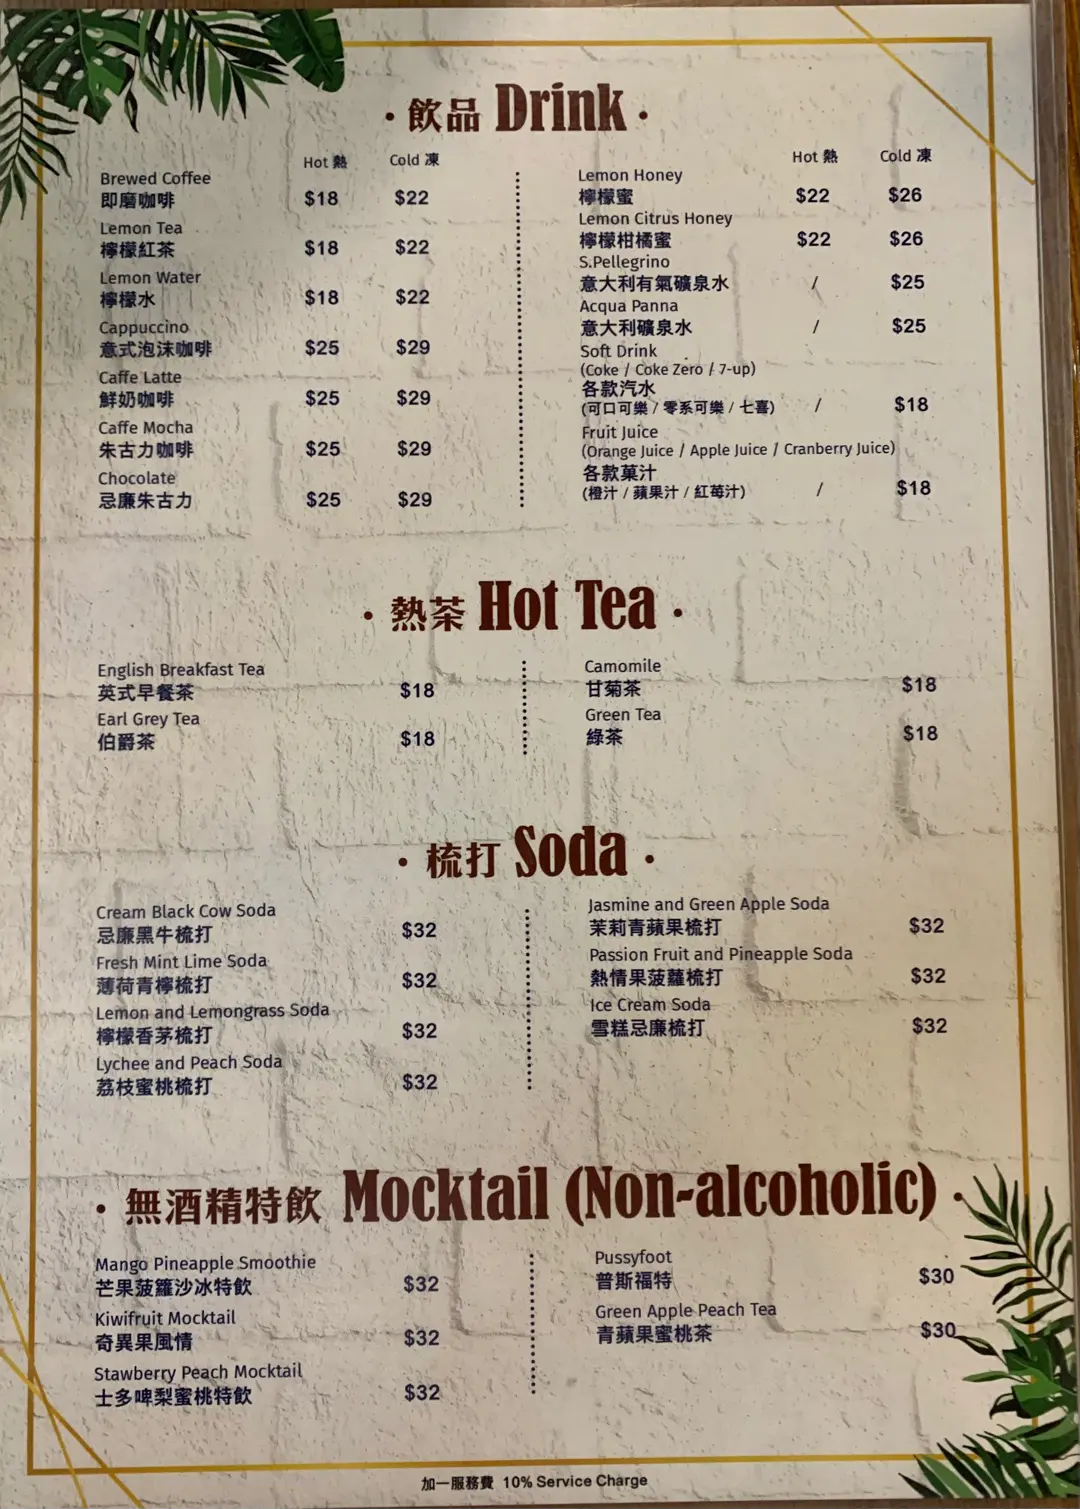 · 飲品 Drink ·
Hot 熱 Cold 凍
Brewed Coffee
即磨咖啡 $18 $22
Lemon Tea
檸檬紅茶 $18 $22
Lemon Water
檸檬水 $18 $22
Cappuccino
意式泡沫咖啡 $25 $29
Caffe Latte
鮮奶咖啡 $25 $29
Caffe Mocha
朱古力咖啡 $25 $29
Chocolate
忌廉朱古力 $25 $29
Hot 熱 Cold 凍
Lemon Honey
檸檬蜜 $22 $26
Lemon Citrus Honey
檸檬柑橘蜜 $22 $26
S.Pellegrino
意大利有氣礦泉水 / $25
Acqua Panna
意大利礦泉水 / $25
Soft Drink
(Coke / Coke Zero / 7-up)
各款汽水
(可口可樂 / 零系可樂 / 七喜) / $18
Fruit Juice
(Orange Juice / Apple Juice / Cranberry Juice)
各款菓汁
(橙汁 / 蘋果汁 / 紅莓汁) / $18
· 熱茶 Hot Tea ·
English Breakfast Tea
英式早餐茶 $18
Earl Grey Tea
伯爵茶 $18
Camomile
甘菊茶 $18
Green Tea
綠茶 $18
· 梳打 Soda ·
Cream Black Cow Soda
忌廉黑牛梳打 $32
Fresh Mint Lime Soda
薄荷青檸梳打 $32
Lemon and Lemongrass Soda
檸檬香茅梳打 $32
Lychee and Peach Soda
荔枝蜜桃梳打 $32
Jasmine and Green Apple Soda
茉莉青蘋果梳打 $32
Passion Fruit and Pineapple Soda
熱情果菠蘿梳打 $32
Ice Cream Soda
雪糕忌廉梳打 $32
· 無酒精特飲 Mocktail (Non-alcoholic) ·
Mango Pineapple Smoothie
芒果菠籮沙冰特飲 $32
Kiwifruit Mocktail
奇異果風情 $32
Stawberry Peach Mocktail
士多啤梨蜜桃特飲 $32
Pussyfoot
普斯福特 $30
Green Apple Peach Tea
青蘋果蜜桃茶 $30
加一服務費 10% Service Charge